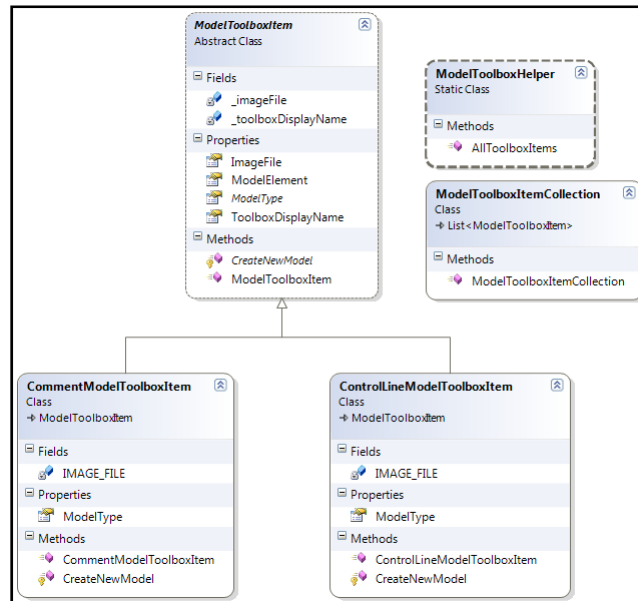 ModelToolboxItem
Abstract Class
Fields
_imageFile
_toolboxDisplayName
Properties
ImageFile
ModelElement
ModelType
ToolboxDisplayName
Methods
CreateNewModel
ModelToolboxItem
ModelToolboxHelper
Static Class
Methods
AllToolboxItems
ModelToolboxItemCollection
Class
List<ModelToolboxItem>
Methods
ModelToolboxItemCollection
CommentModelToolboxItem
Class
ModelToolboxItem
Fields
IMAGE_FILE
Properties
ModelType
Methods
CommentModelToolboxItem
CreateNewModel
ControlLineModelToolboxItem
Class
ModelToolboxItem
Fields
IMAGE_FILE
Properties
ModelType
Methods
ControlLineModelToolboxItem
CreateNewModel